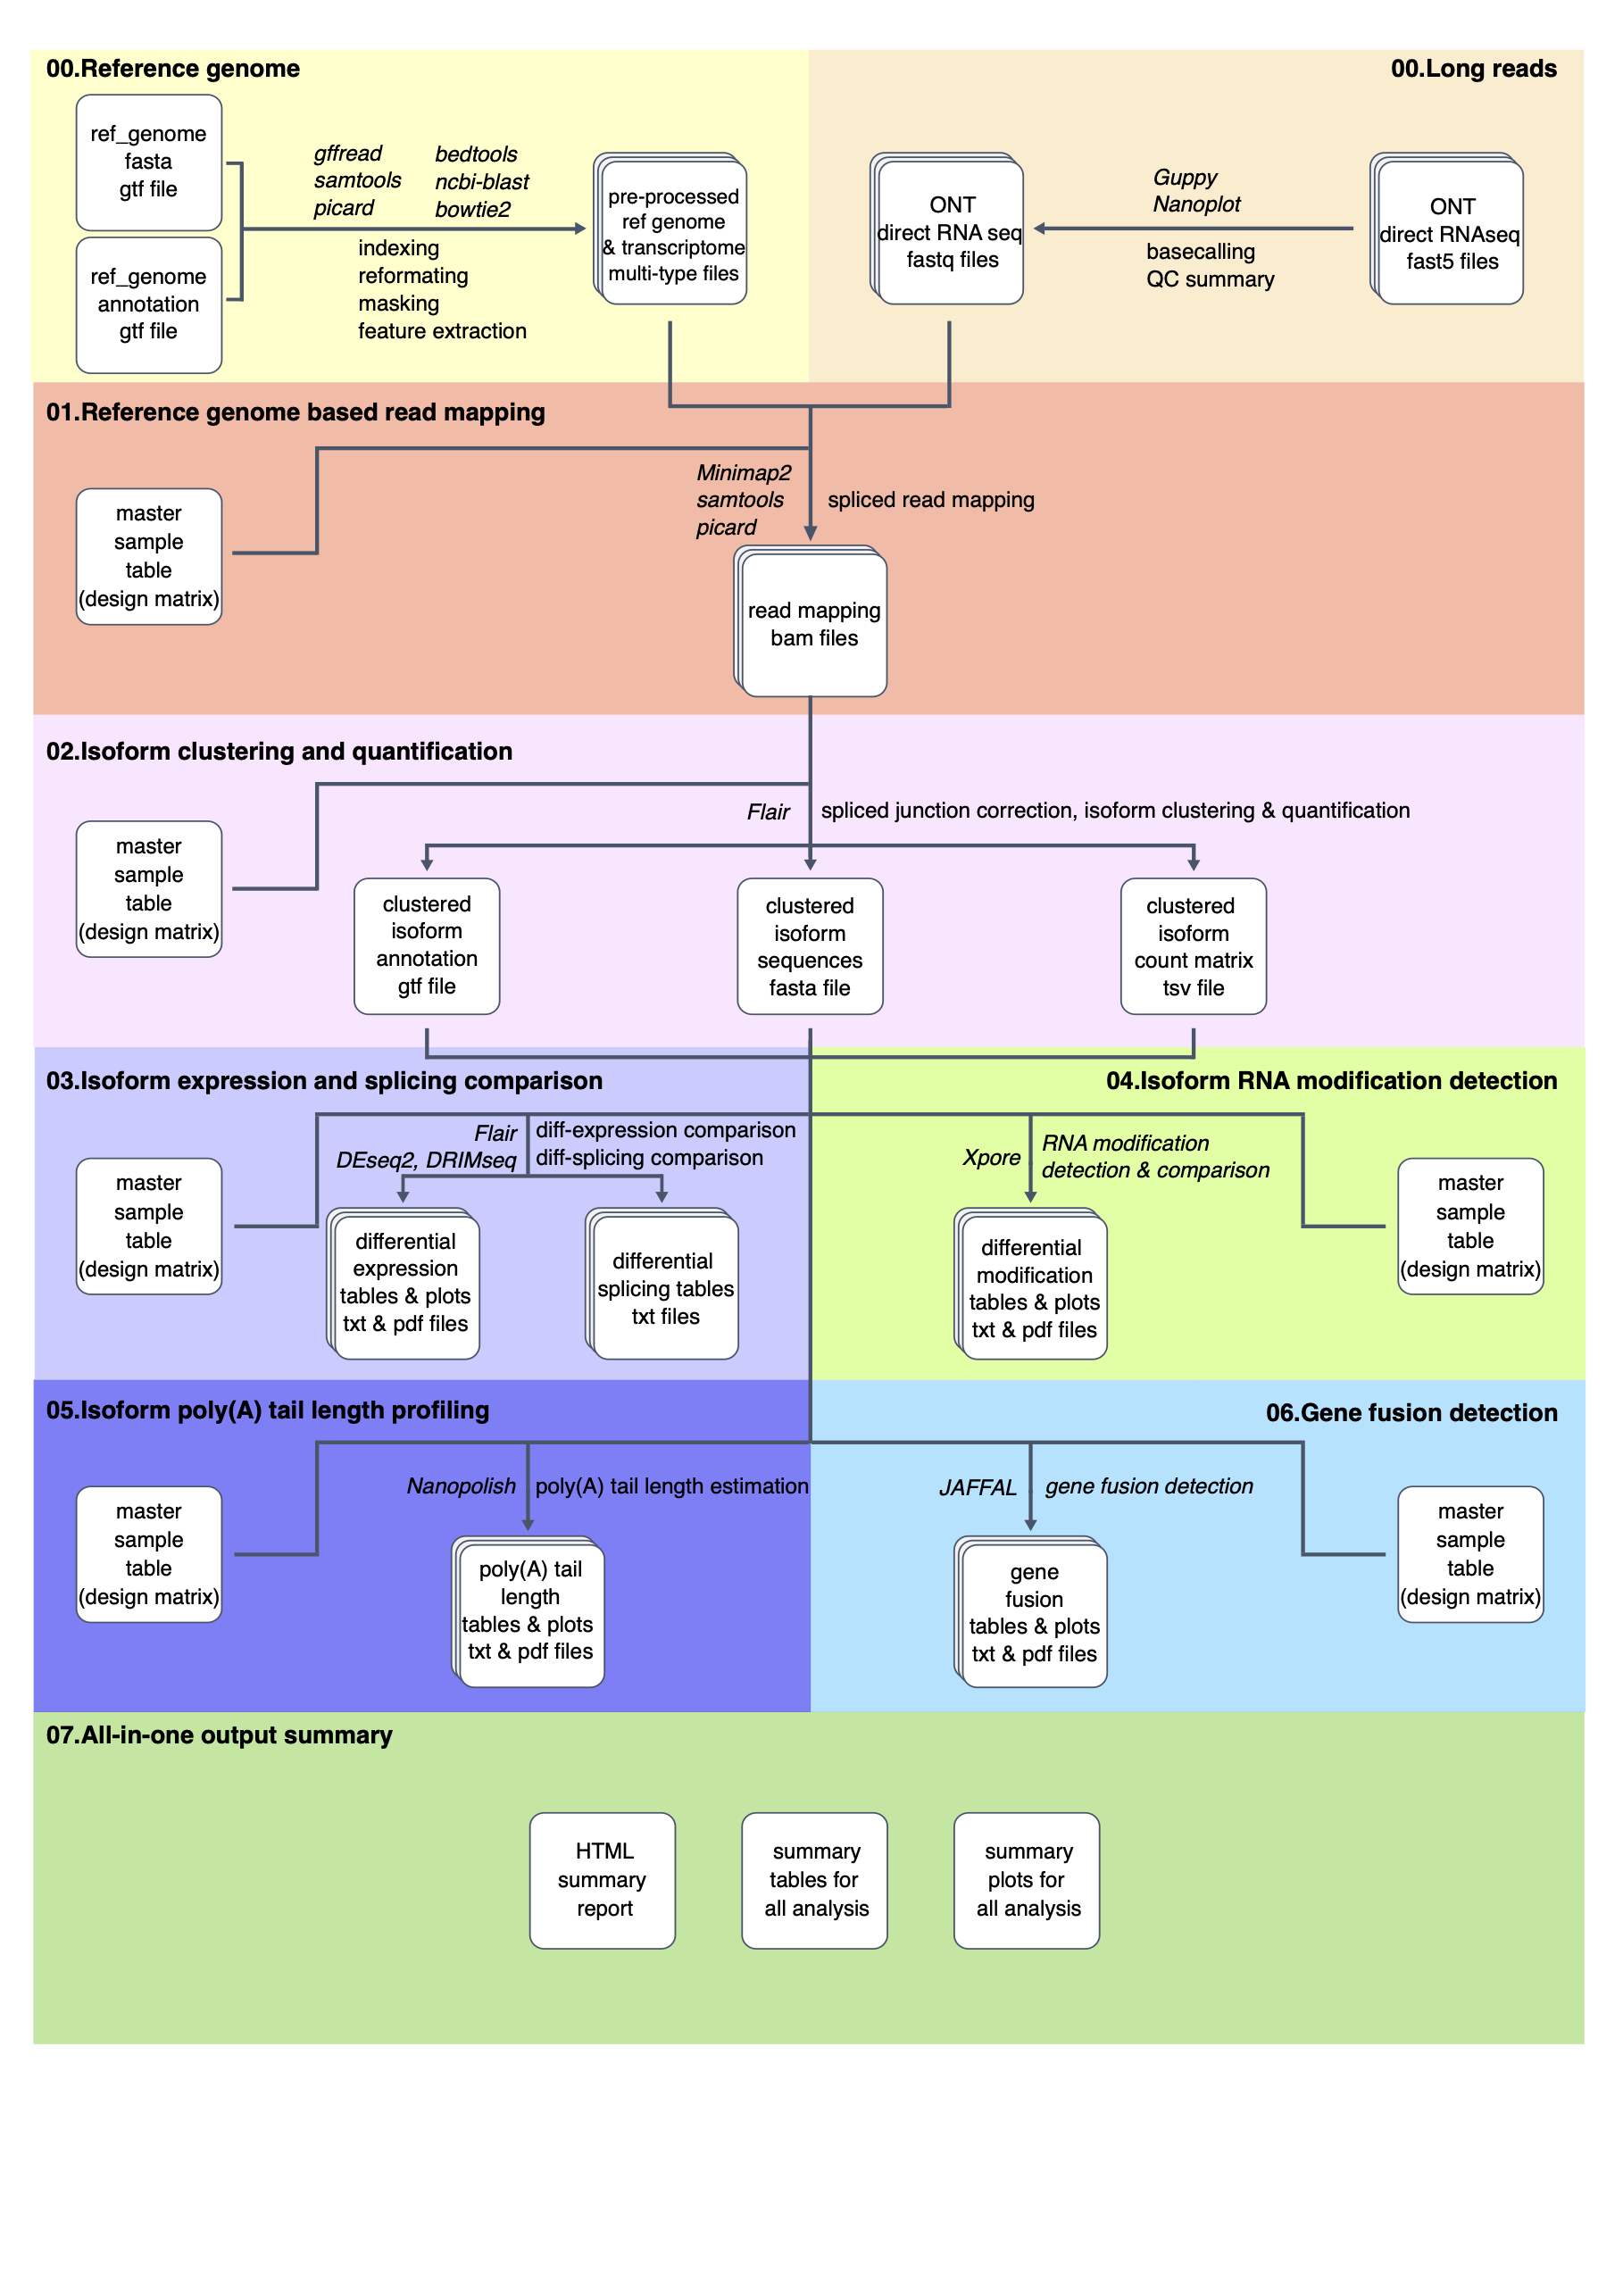 00.Reference genome
00.Long reads
ref_genome
fasta
gtf file
ref_genome
annotation
gtf file
gffread
samtools
picard
bedtools
ncbi-blast
bowtie2
indexing
reformating
masking
feature extraction
pre-processed
ref genome
& transcriptome
multi-type files
ONT
direct RNA seq
fastq files
Guppy
Nanoplot
basecalling
QC summary
ONT
direct RNAseq
fast5 files
01.Reference genome based read mapping
master
sample
table
(design matrix)
Minimap2
samtools
picard
spliced read mapping
read mapping
bam files
02.Isoform clustering and quantification
master
sample
table
(design matrix)
Flair
spliced junction correction, isoform clustering & quantification
clustered
isoform
annotation
gtf file
clustered
isoform
sequences
fasta file
clustered
isoform
count matrix
tsv file
03.Isoform expression and splicing comparison
master
sample
table
(design matrix)
Flair
DEseq2, DRIMseq
diff-expression comparison
diff-splicing comparison
differential
expression
tables & plots
txt & pdf files
differential
splicing tables
txt files
04.Isoform RNA modification detection
Xpore
RNA modification
detection & comparison
differential
modification
tables & plots
txt & pdf files
master
sample
table
(design matrix)
05.Isoform poly(A) tail length profiling
master
sample
table
(design matrix)
Nanopolish
poly(A) tail length estimation
poly(A) tail
length
tables & plots
txt & pdf files
06.Gene fusion detection
JAFFAL
gene fusion detection
gene
fusion
tables & plots
txt & pdf files
master
sample
table
(design matrix)
07.All-in-one output summary
HTML
summary
report
summary
tables for
all analysis
summary
plots for
all analysis